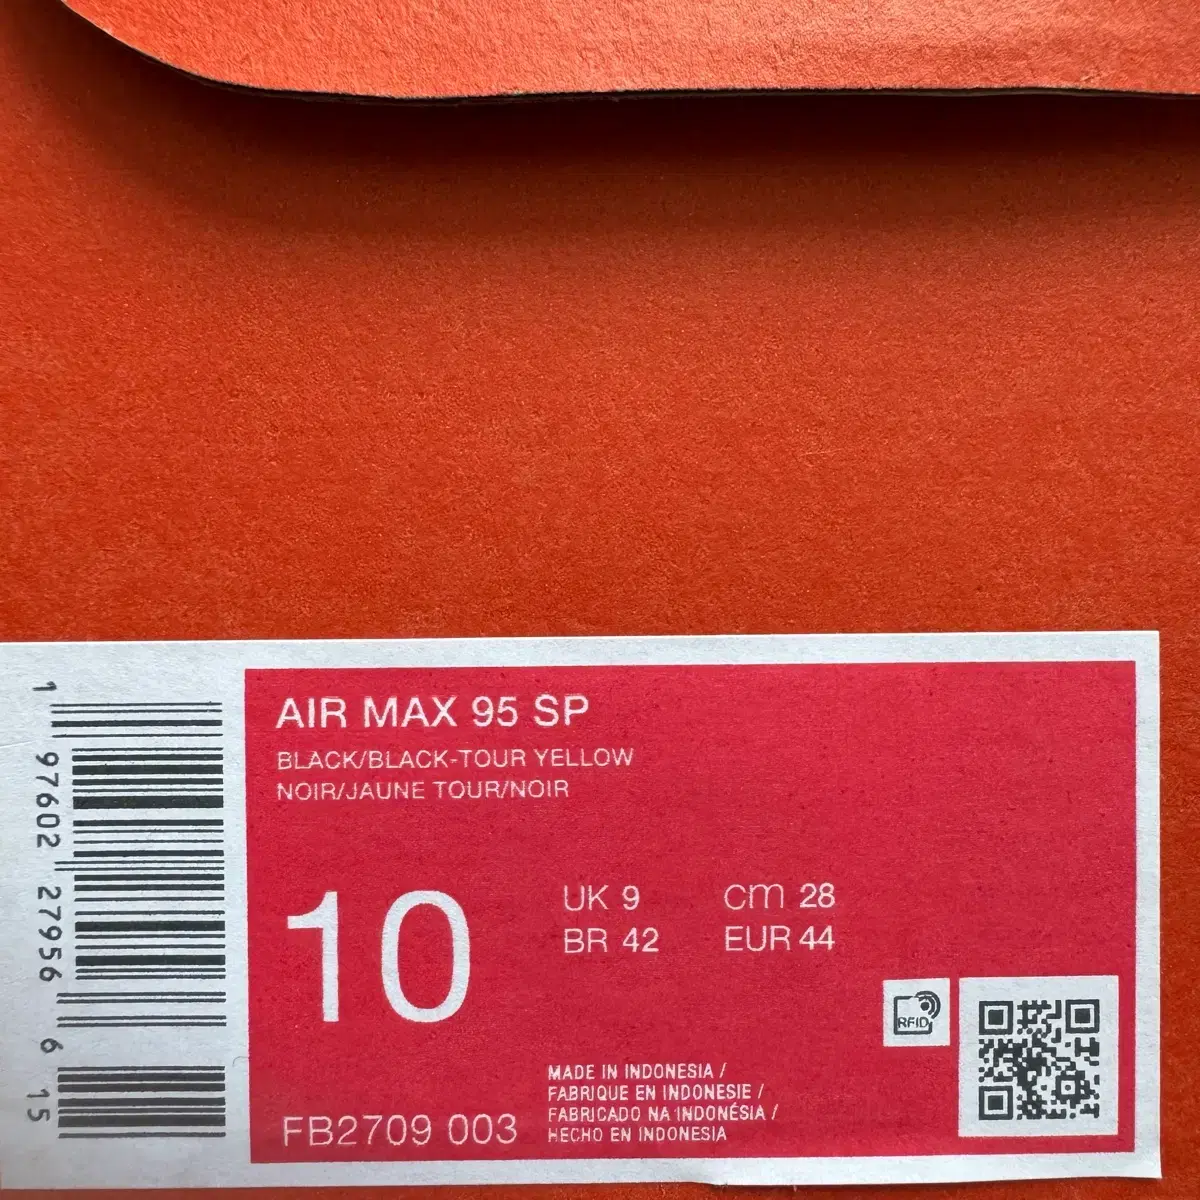 AIR MAX 95 SP
BLACK/BLACK-TOUR YELLOW
NOIR/JAUNE TOUR/NOIR
10
UK 9
cm 28
BR 42
EUR 44
RFID
FB2709 003
MADE IN INDONESIA /
FABRIQUE EN INDONESIE /
FABRICADO NA INDONÉSIA /
HECHO EN INDONESIA
1 97602 27956 6 15